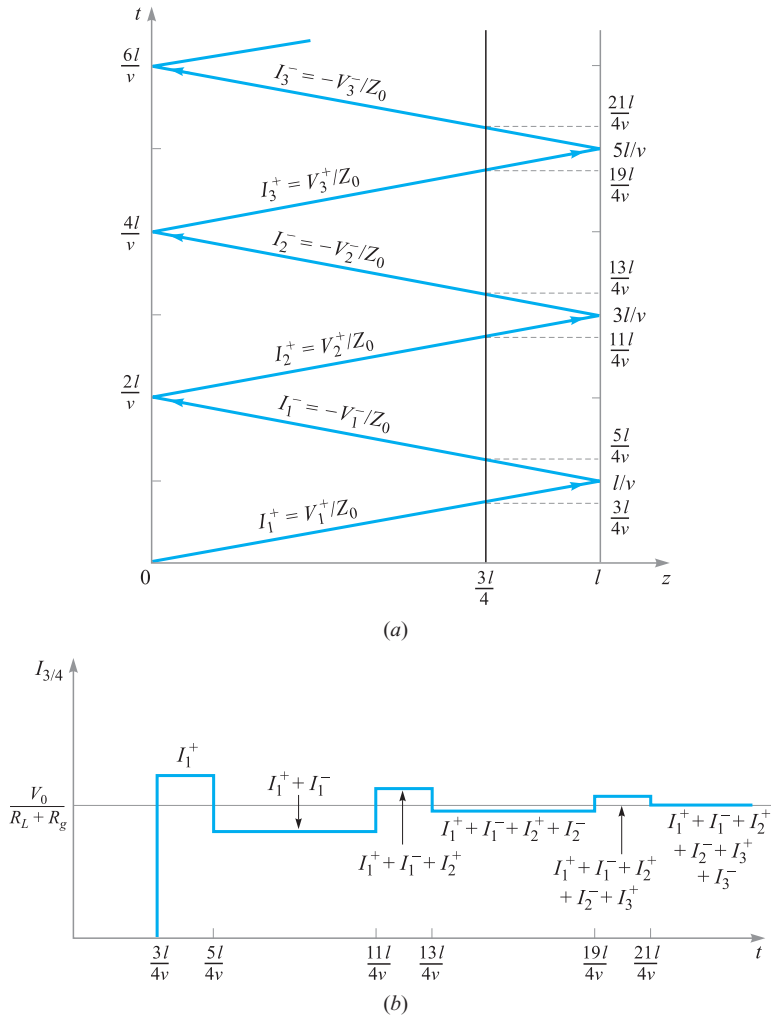 t
6l/v
I₃⁻ = −V₃⁻/Z₀
21l/4v
5l/v
19l/4v
I₃⁺ = V₃⁺/Z₀
4l/v
I₂⁻ = −V₂⁻/Z₀
13l/4v
3l/v
11l/4v
I₂⁺ = V₂⁺/Z₀
2l/v
I₁⁻ = −V₁⁻/Z₀
5l/4v
l/v
3l/4v
I₁⁺ = V₁⁺/Z₀
0 3l/4 l z
(a)
I₃/₄
I₁⁺
I₁⁺ + I₁⁻
V₀/(R_L + R_g)
I₁⁺ + I₁⁻ + I₂⁺
I₁⁺ + I₁⁻ + I₂⁺ + I₂⁻
I₁⁺ + I₁⁻ + I₂⁺
+ I₂⁻ + I₃⁺
I₁⁺ + I₁⁻ + I₂⁺
+ I₂⁻ + I₃⁺
+ I₃⁻
3l/4v 5l/4v 11l/4v 13l/4v 19l/4v 21l/4v t
(b)